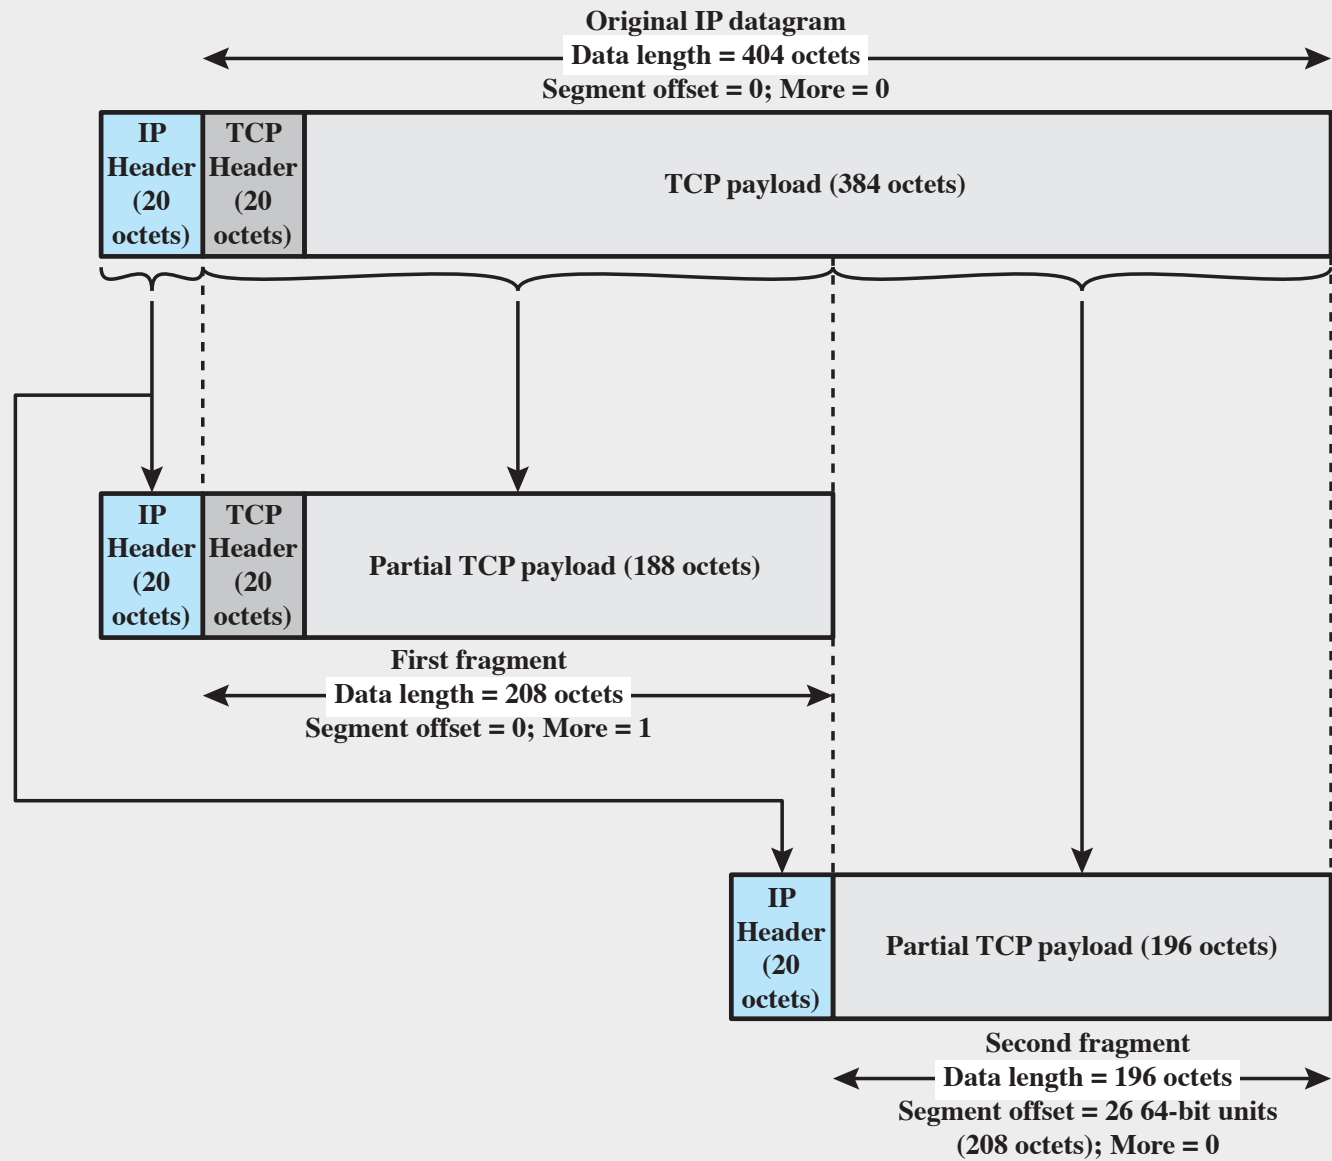 Original IP datagram
Data length = 404 octets
Segment offset = 0; More = 0
IP
Header
(20
octets)
TCP
Header
(20
octets)
TCP payload (384 octets)
IP
Header
(20
octets)
TCP
Header
(20
octets)
Partial TCP payload (188 octets)
First fragment
Data length = 208 octets
Segment offset = 0; More = 1
IP
Header
(20
octets)
Partial TCP payload (196 octets)
Second fragment
Data length = 196 octets
Segment offset = 26 64-bit units
(208 octets); More = 0